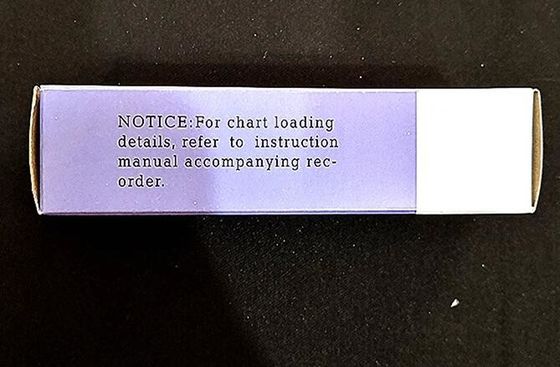 NOTICE:For chart loading
details, refer to instruction
manual accompanying rec-
order.